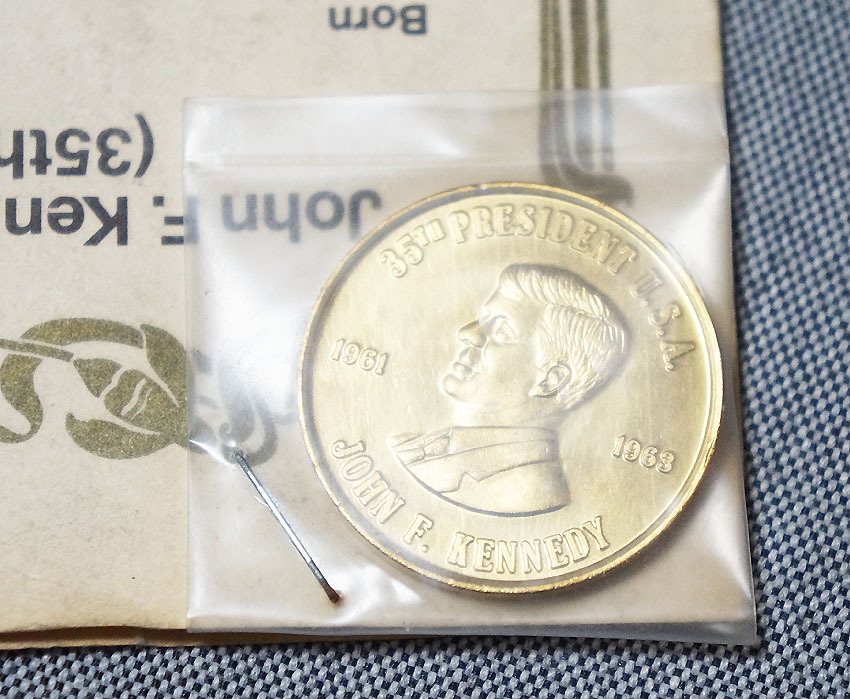 35TH PRESIDENT U.S.A.
1961
1963
JOHN F. KENNEDY
John F. Ken
(35th
Born